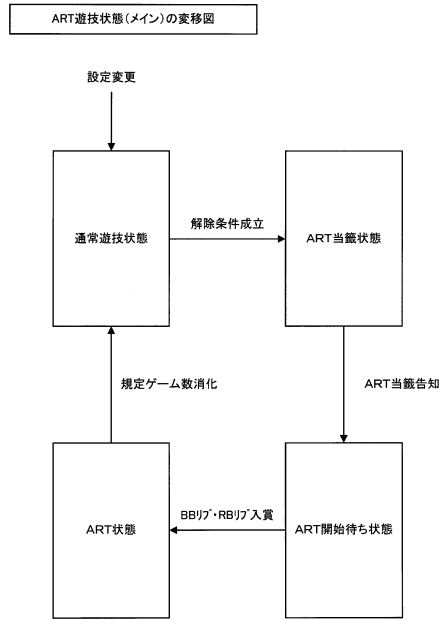 ART遊技状態(メイン)の変移図
設定変更
通常遊技状態
解除条件成立
ART当籤状態
規定ゲーム数消化
ART当籤告知
ART状態
BBﾘﾌﾟ・RBﾘﾌﾟ入賞
ART開始待ち状態